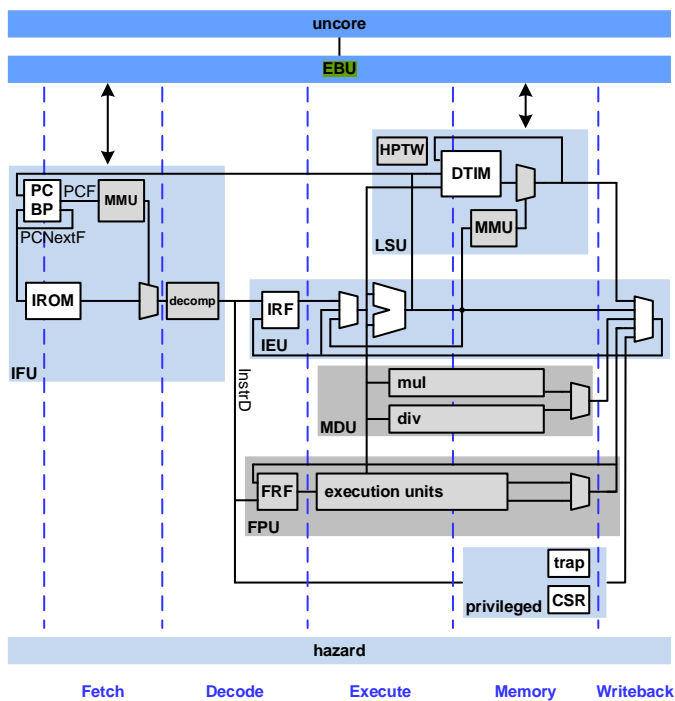 uncore
EBU
HPTW
DTIM
PC
BP
PCF
MMU
PCNextF
MMU
LSU
IROM
decomp
IRF
IEU
IFU
InstrD
mul
div
MDU
FRF
execution units
FPU
trap
privileged
CSR
hazard
Fetch
Decode
Execute
Memory
Writeback